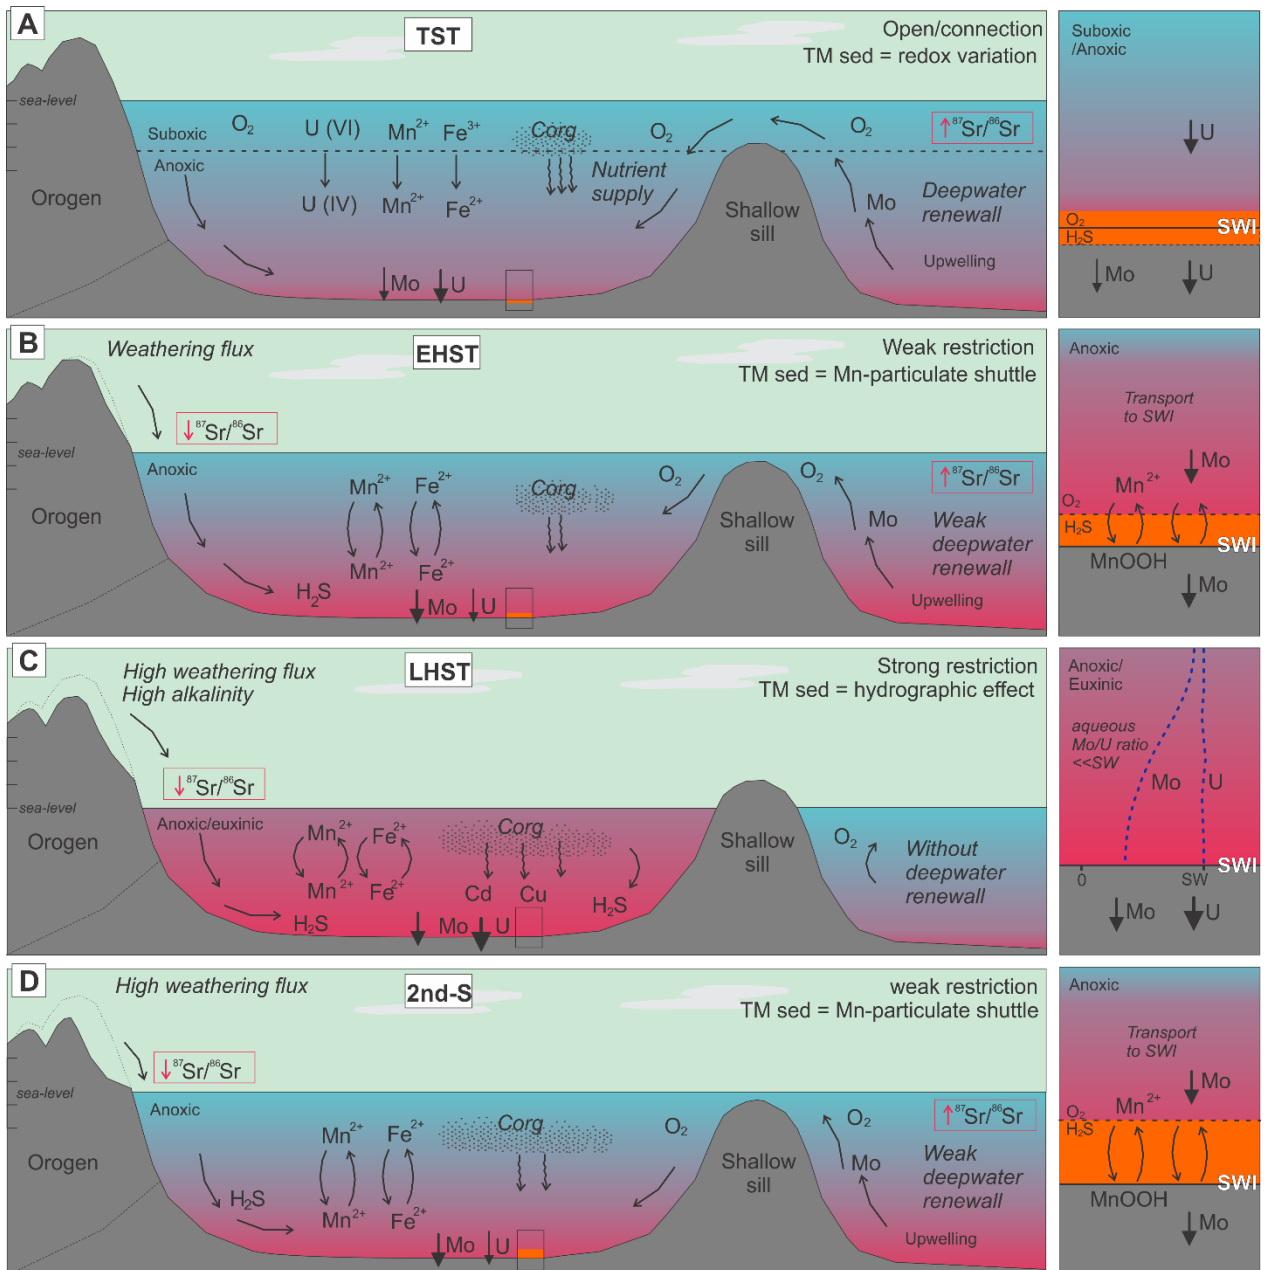 A
TST
Open/connection
TM sed = redox variation
sea-level
Suboxic
Anoxic
O₂
U (VI)
Mn²⁺
Fe³⁺
Corg
O₂
O₂
↑ ⁸⁷Sr/⁸⁶Sr
U (IV)
Mn²⁺
Fe²⁺
Nutrient
supply
Orogen
Shallow
sill
Mo
Deepwater
renewall
Upwelling
Mo
U
Suboxic
/Anoxic
U
O₂
SWI
H₂S
Mo
U
B
Weathering flux
EHST
Weak restriction
TM sed = Mn-particulate shuttle
↓ ⁸⁷Sr/⁸⁶Sr
sea-level
Anoxic
Mn²⁺
Fe²⁺
Corg
O₂
O₂
↑ ⁸⁷Sr/⁸⁶Sr
Orogen
Shallow
sill
Mo
Weak
deepwater
renewall
Mn²⁺
Fe²⁺
H₂S
Mo
U
Upwelling
Anoxic
Transport
to SWI
Mo
Mn²⁺
O₂
H₂S
SWI
MnOOH
Mo
C
High weathering flux
High alkalinity
LHST
Strong restriction
TM sed = hydrographic effect
↓ ⁸⁷Sr/⁸⁶Sr
sea-level
Anoxic/euxinic
Mn²⁺
Fe²⁺
Corg
Orogen
Shallow
sill
O₂
Without
deepwater
renewall
Mn²⁺
Fe²⁺
Cd
Cu
H₂S
H₂S
Mo
U
Anoxic/
Euxinic
aqueous
Mo/U ratio
<<SW
Mo
U
SWI
0
SW
Mo
U
D
High weathering flux
2nd-S
weak restriction
TM sed = Mn-particulate shuttle
↓ ⁸⁷Sr/⁸⁶Sr
sea-level
Anoxic
Mn²⁺
Fe²⁺
Corg
O₂
O₂
↑ ⁸⁷Sr/⁸⁶Sr
Orogen
Shallow
sill
Mo
Weak
deepwater
renewall
H₂S
Mn²⁺
Fe²⁺
Mo
U
Upwelling
Anoxic
Transport
to SWI
Mo
Mn²⁺
O₂
H₂S
SWI
MnOOH
Mo